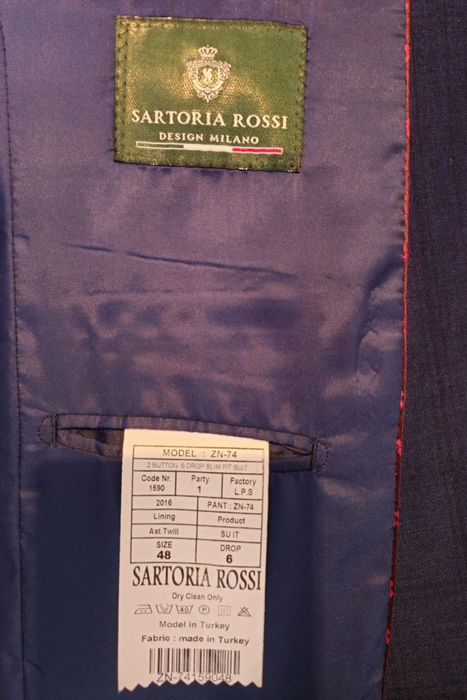 SARTORIA ROSSI
DESIGN MILANO
MODEL : ZN-74
2 BUTTON 6 DROP SLIM FIT SUIT
Code Nr. Party Factory
1590 1 L.P.S
2016 PANT : ZN-74
Lining Product
Ast.Twill SUIT
SIZE DROP
48 6
SARTORIA ROSSI
Dry Clean Only
40 P
Model in Turkey
Fabric : made in Turkey
ZN-74159048